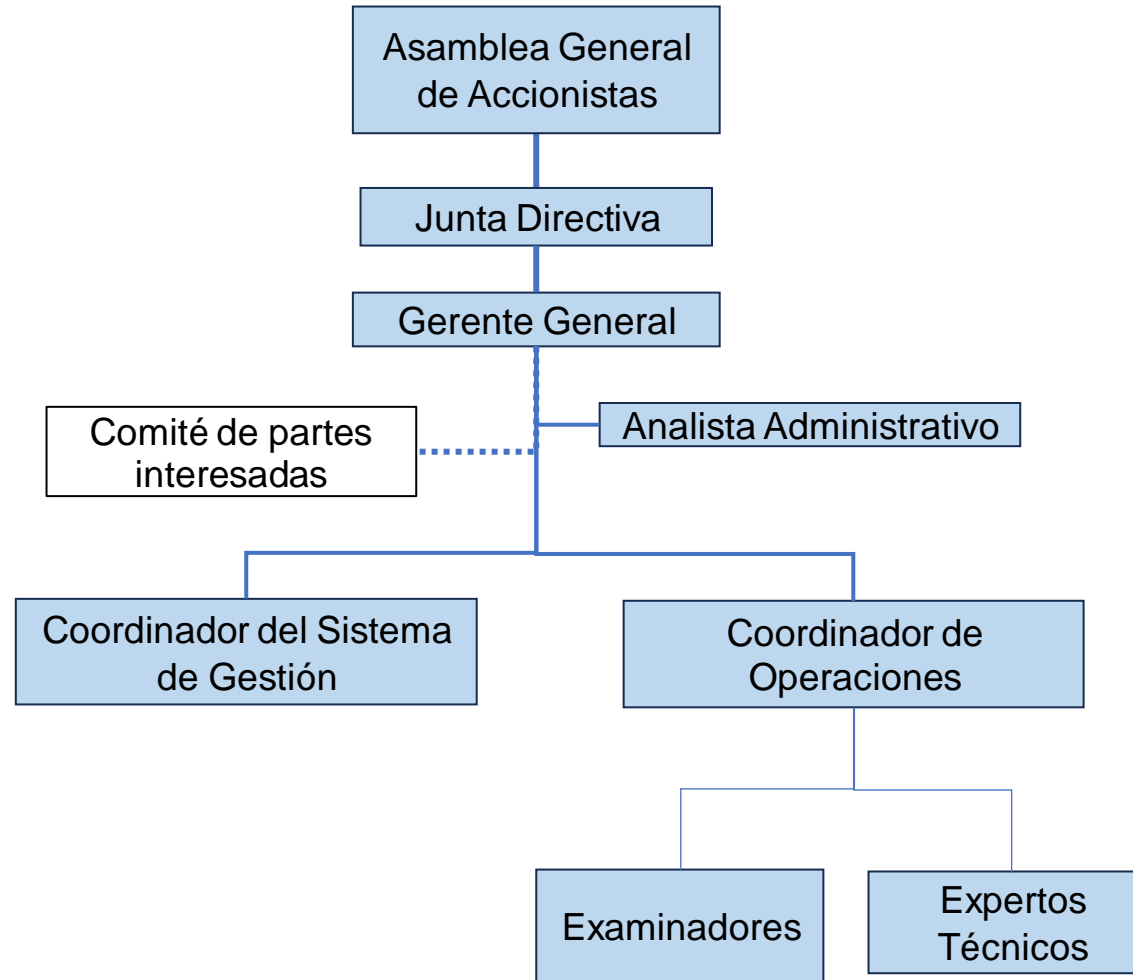 Asamblea General
de Accionistas
Junta Directiva
Gerente General
Comité de partes
interesadas
Analista Administrativo
Coordinador del Sistema
de Gestión
Coordinador de
Operaciones
Examinadores
Expertos
Técnicos